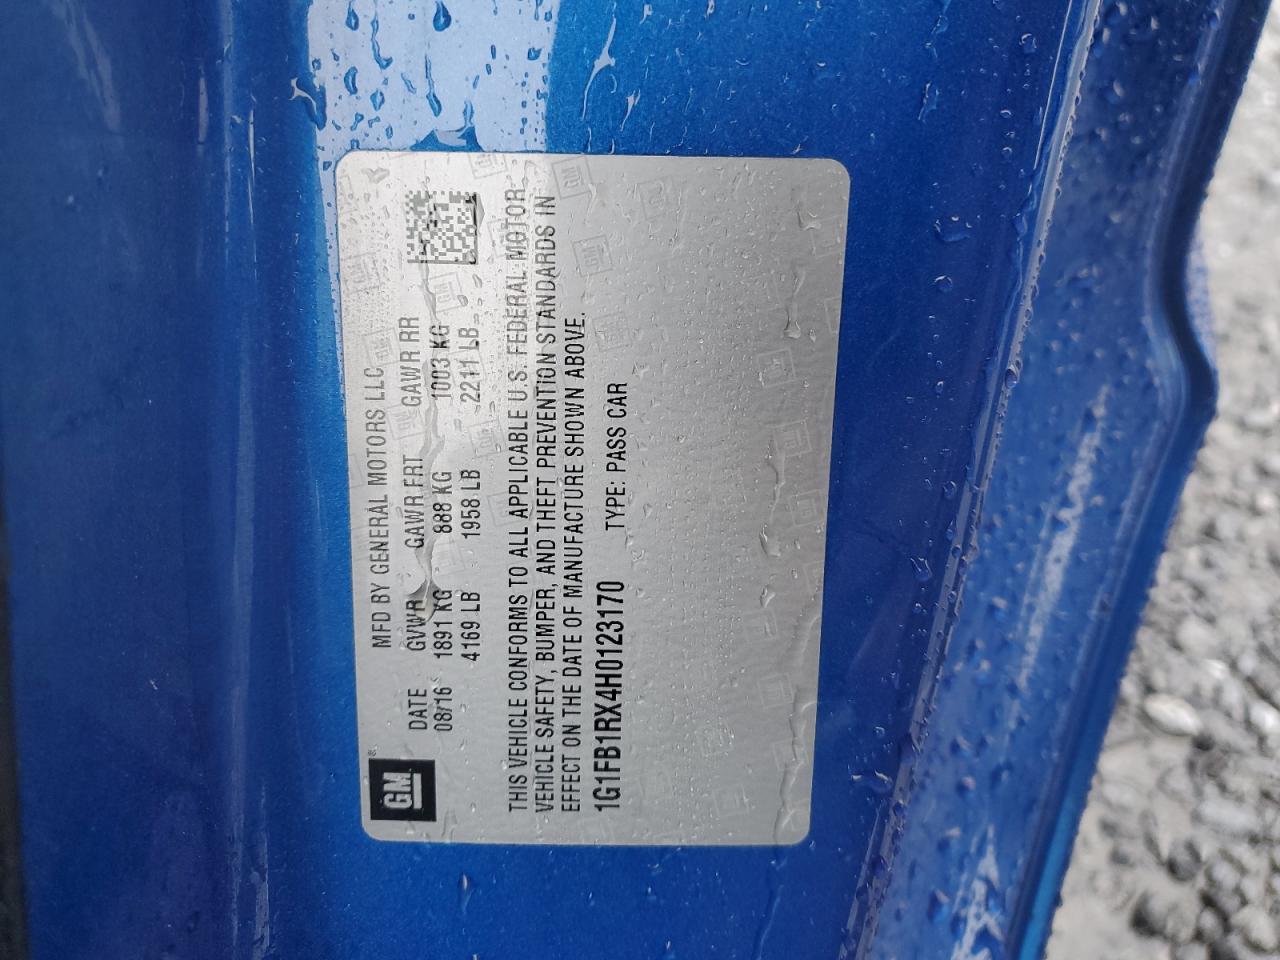 GM®
MFD BY GENERAL MOTORS LLC
DATE GVWR GAWR FRT GAWR RR
08/16 1891 KG 888 KG 1003 KG
4169 LB 1958 LB 2211 LB
THIS VEHICLE CONFORMS TO ALL APPLICABLE U.S. FEDERAL MOTOR
VEHICLE SAFETY, BUMPER, AND THEFT PREVENTION STANDARDS IN
EFFECT ON THE DATE OF MANUFACTURE SHOWN ABOVE.
1G1FB1RX4H0123170 TYPE: PASS CAR